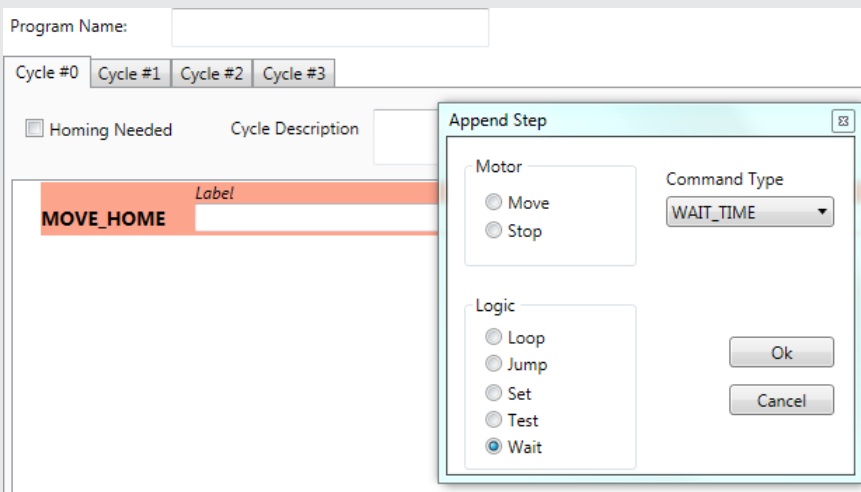 Program Name:
Cycle #0 Cycle #1 Cycle #2 Cycle #3
Homing Needed Cycle Description
Label
MOVE_HOME
Append Step
Motor
Move
Stop
Command Type
WAIT_TIME
Logic
Loop
Jump
Set
Test
Wait
Ok
Cancel